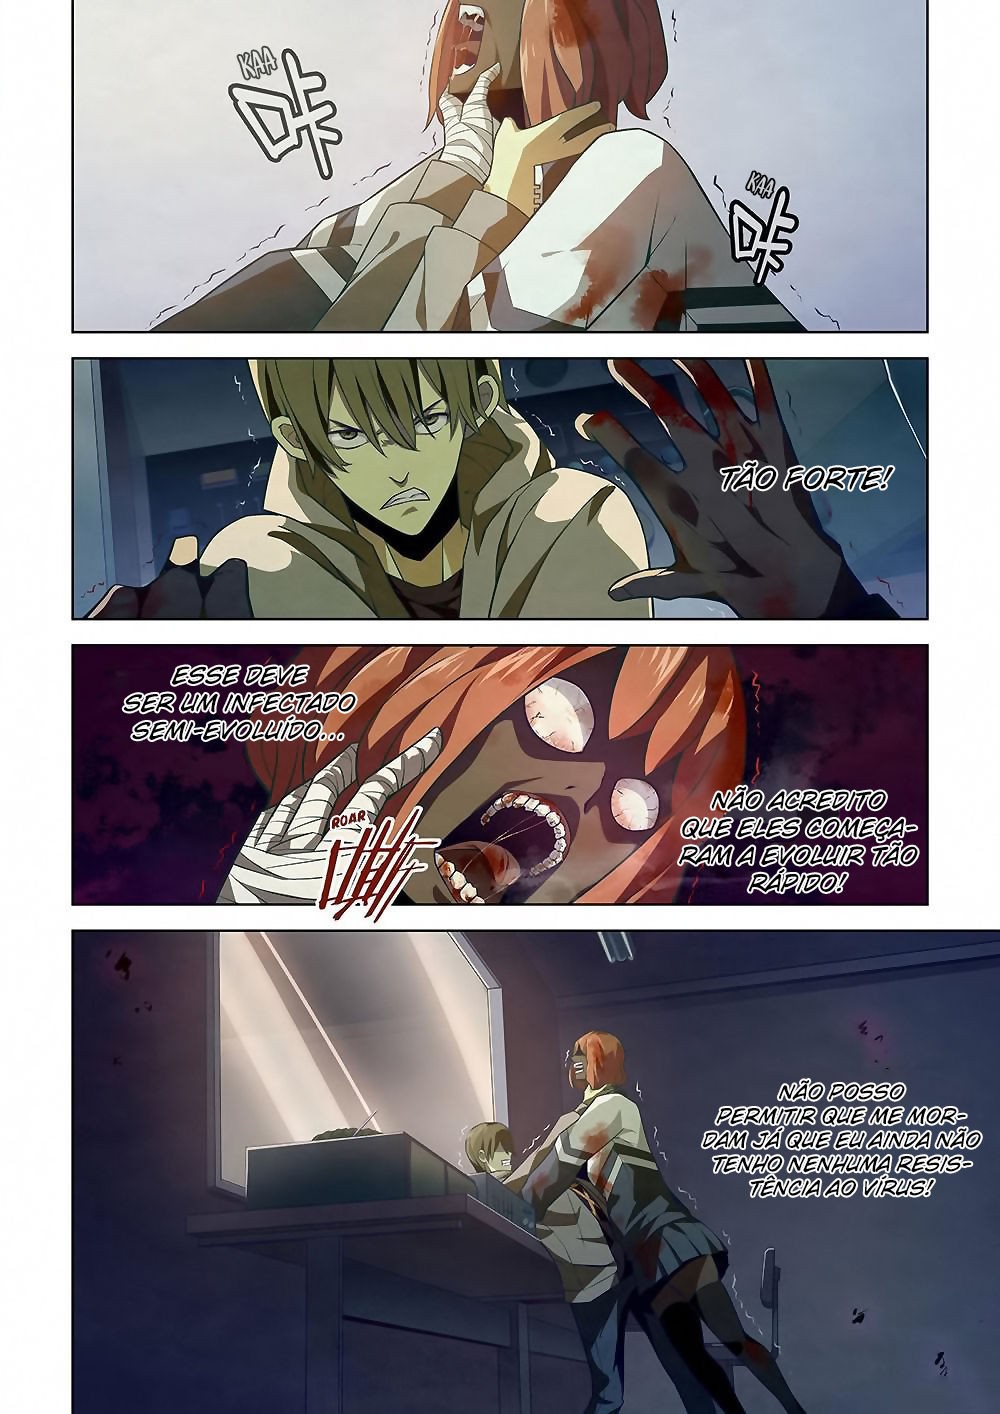 KAA
咔
KAA
咔
TÃO FORTE!
ESSE DEVE
SER UM INFECTADO
SEMI-EVOLUÍDO...
ROAR
NÃO ACREDITO
QUE ELES COMEÇA-
RAM A EVOLUIR TÃO
RÁPIDO!
NÃO POSSO
PERMITIR QUE ME MOR-
DAM JÁ QUE EU AINDA NÃO
TENHO NENHUMA RESIS-
TÊNCIA AO VÍRUS!